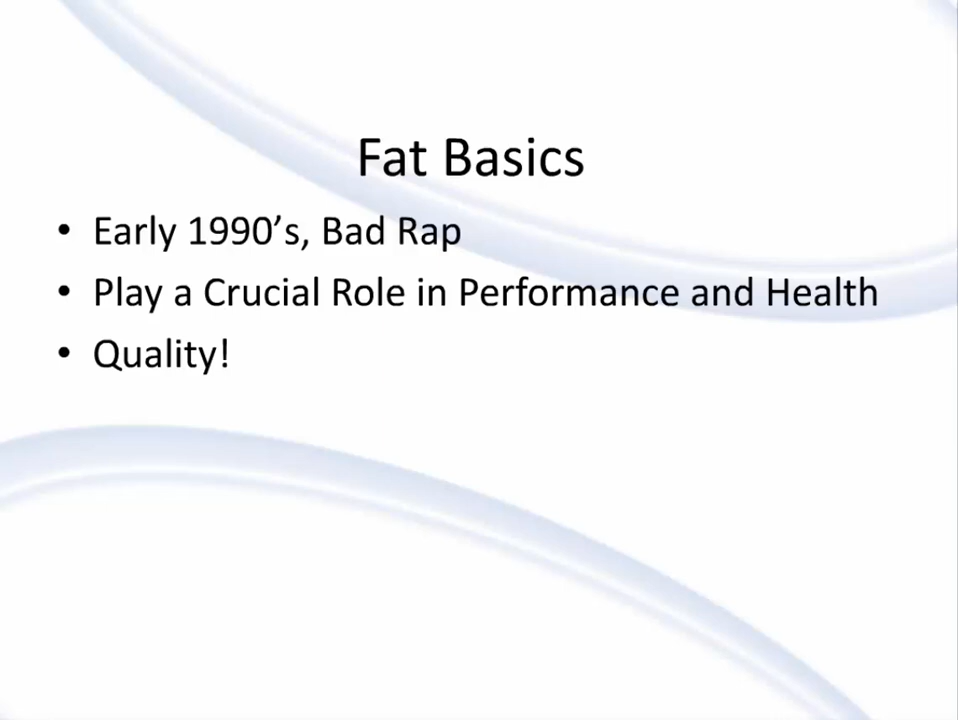 Fat Basics
• Early 1990’s, Bad Rap
• Play a Crucial Role in Performance and Health
• Quality!